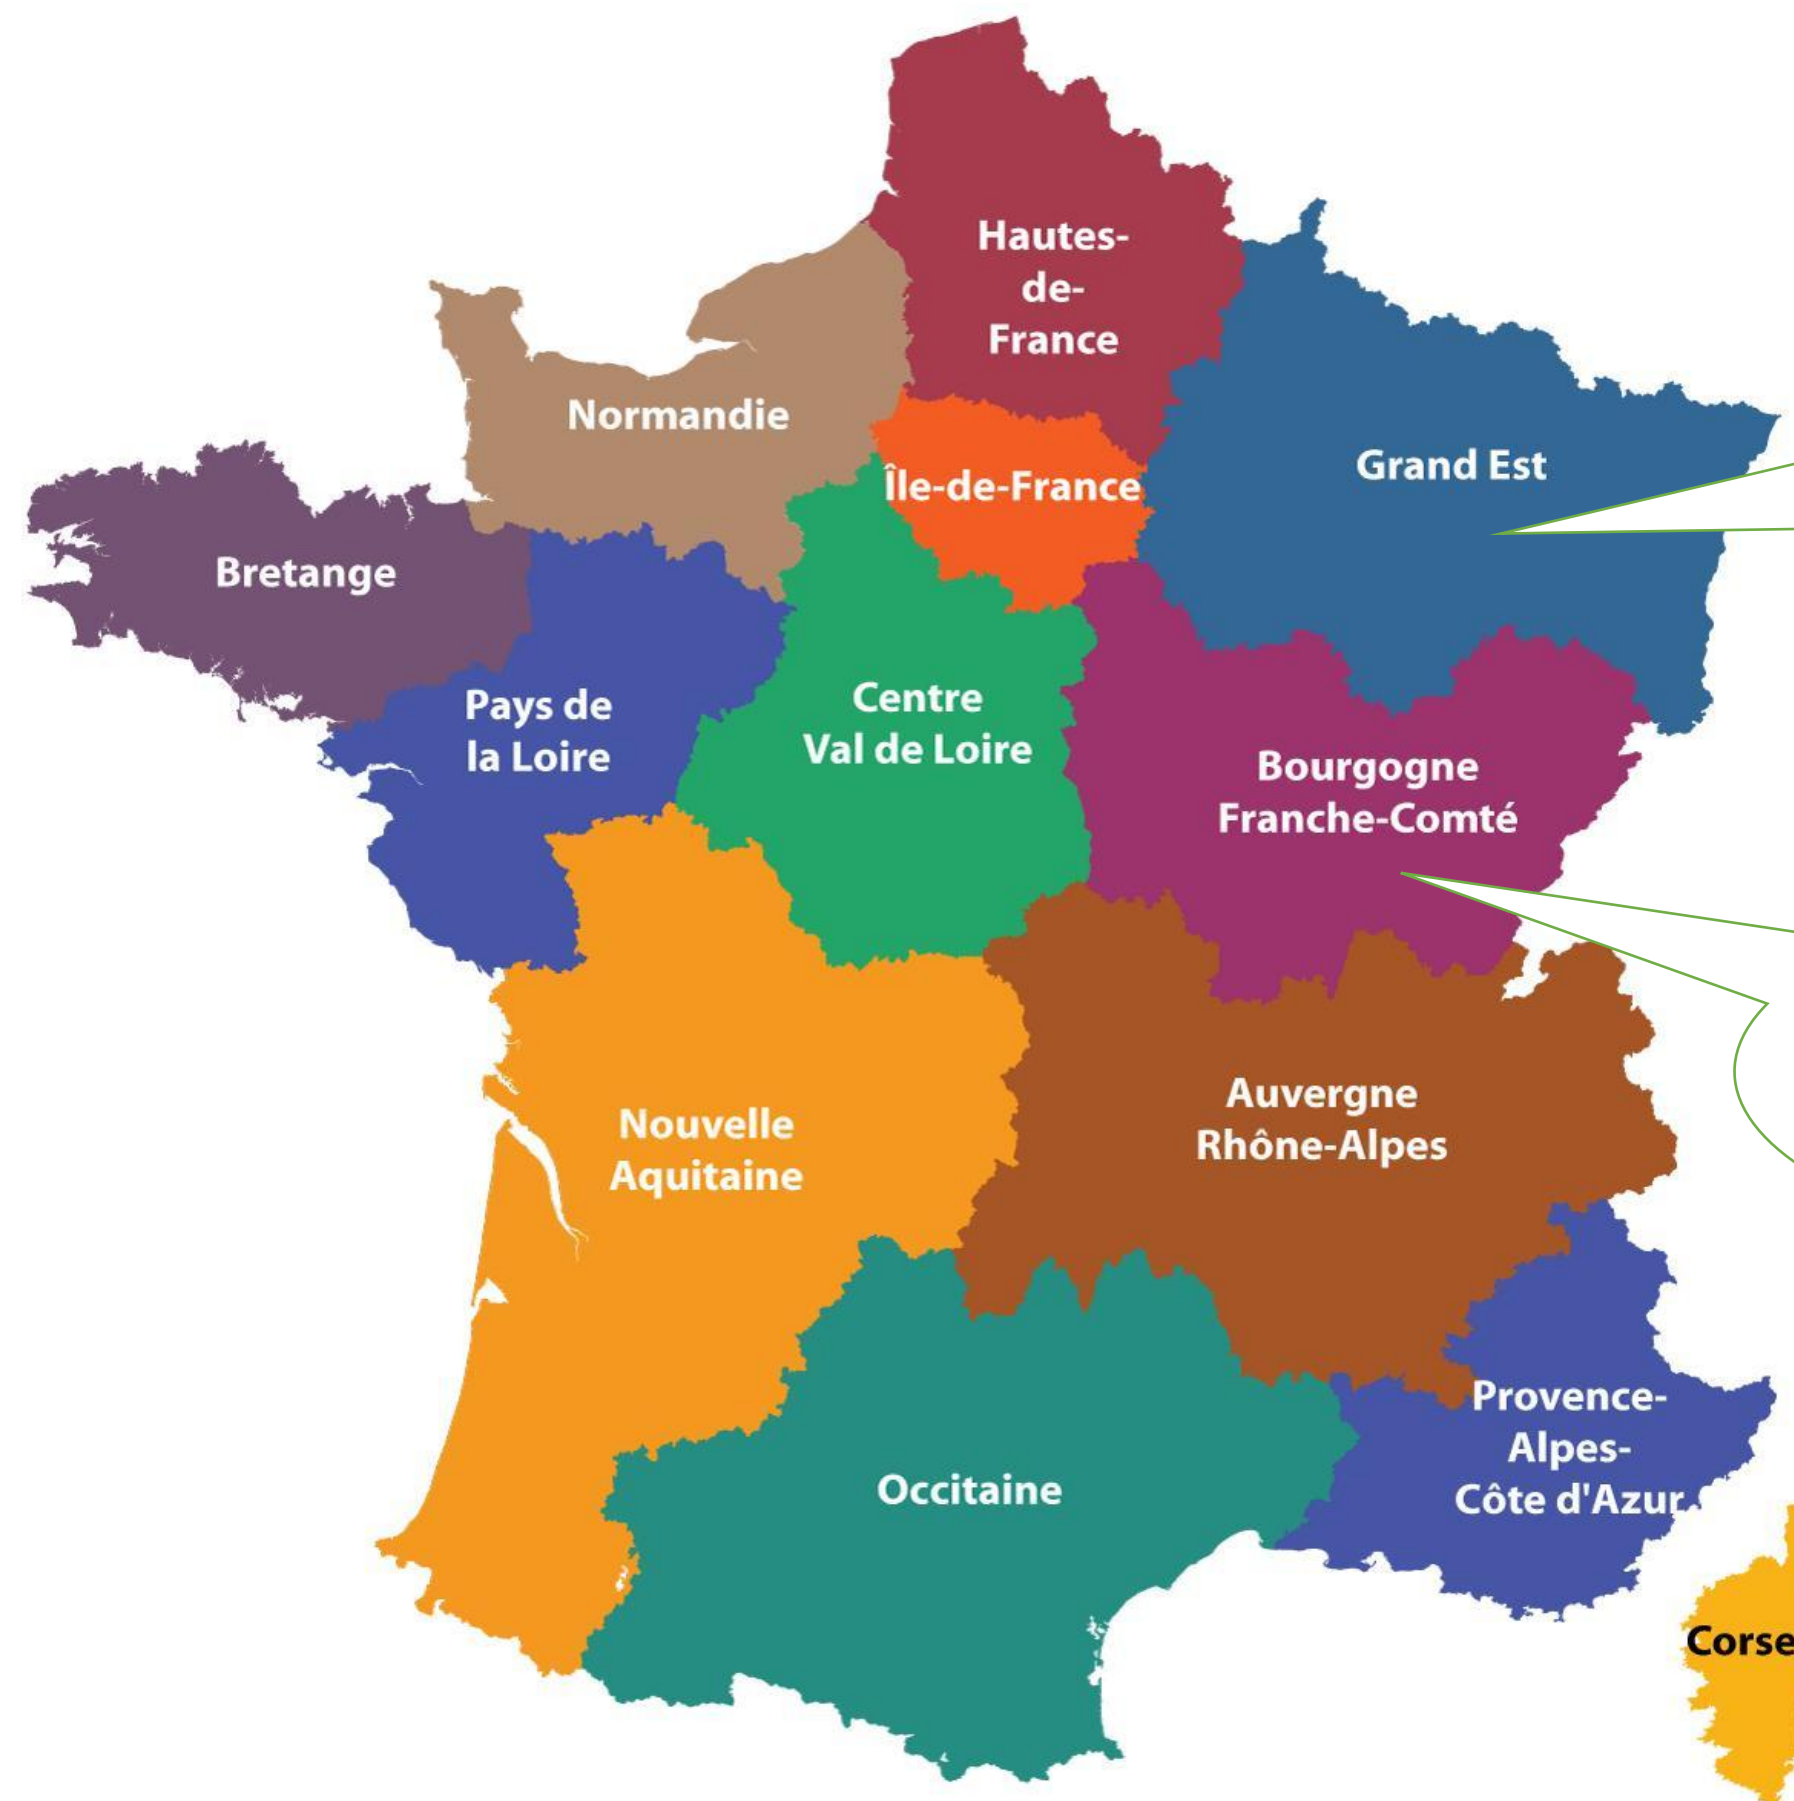 Hautes-
de-
France
Normandie
Grand Est
Île-de-France
Bretange
Pays de
la Loire
Centre
Val de Loire
Bourgogne
Franche-Comté
Nouvelle
Aquitaine
Auvergne
Rhône-Alpes
Provence-
Alpes-
Côte d'Azur
Occitaine
Corse